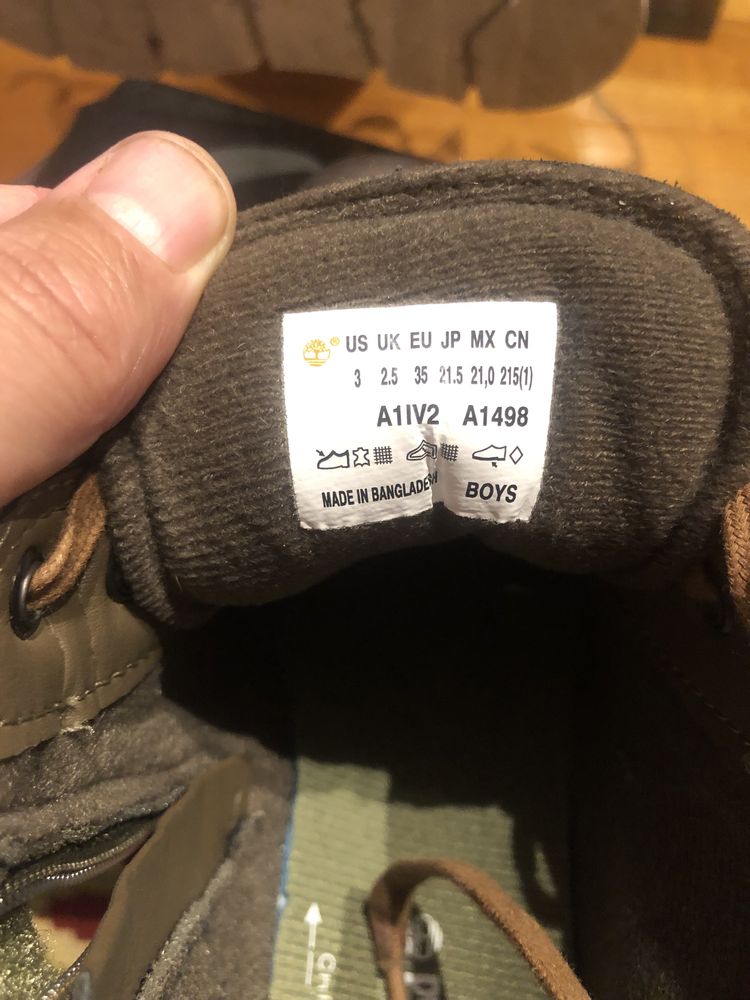 ® US UK EU JP MX CN
3 2.5 35 21.5 21,0 215(1)
A1IV2 A1498
MADE IN BANGLADESH BOYS